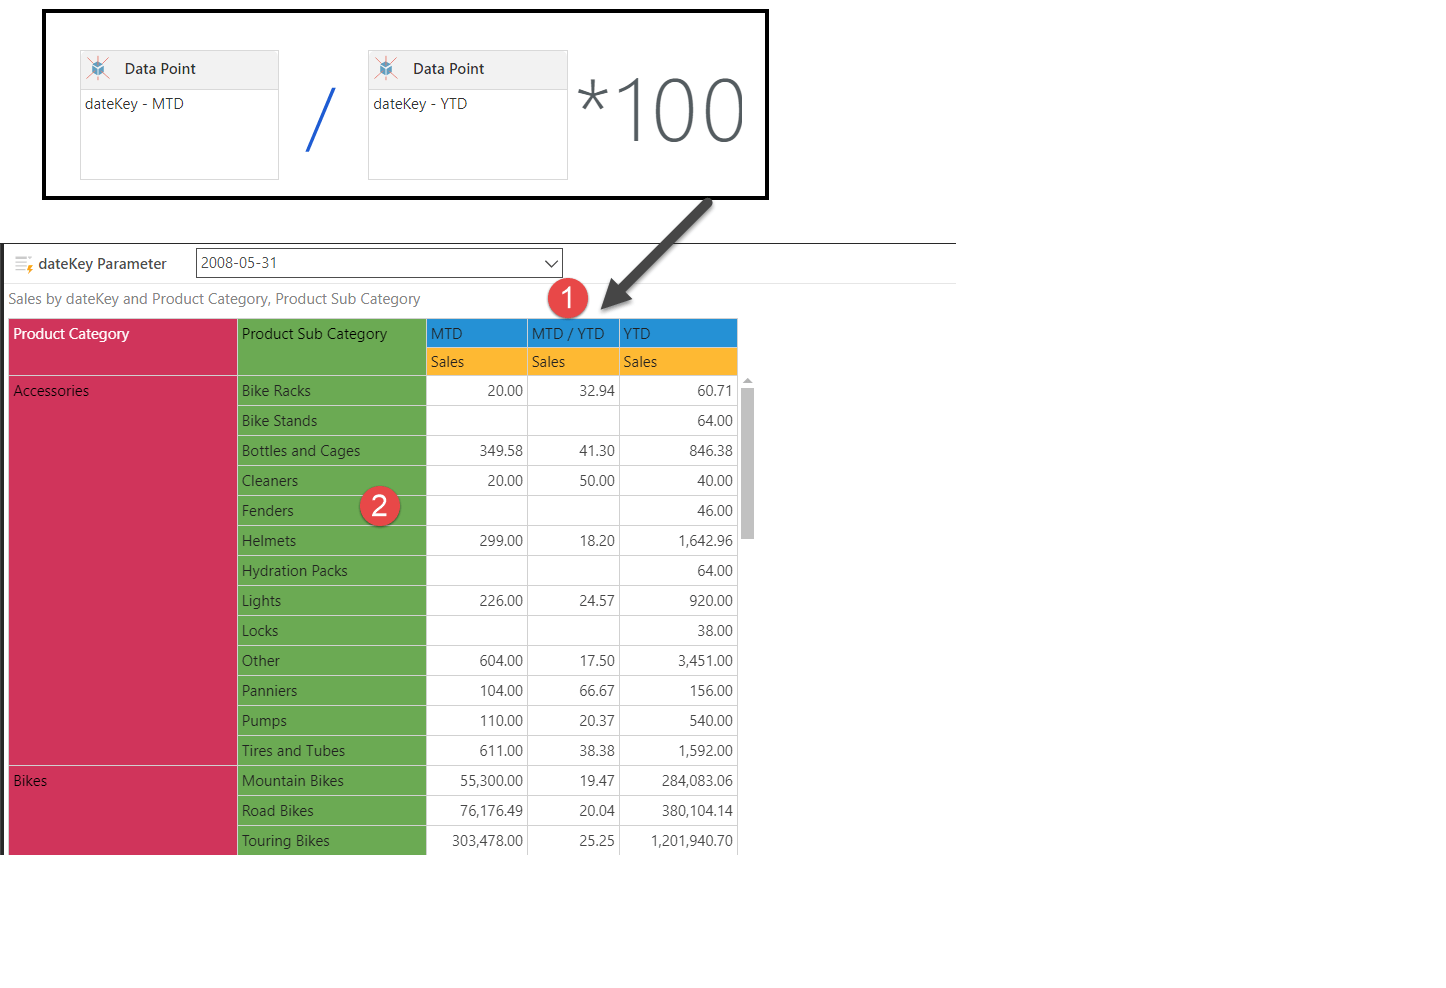 Data Point Data Point
dateKey - MTD / dateKey - YTD *100
dateKey Parameter 2008-05-31
Sales by dateKey and Product Category, Product Sub Category
1
Product Category Product Sub Category MTD MTD / YTD YTD
Sales Sales Sales
Accessories Bike Racks 20.00 32.94 60.71
Bike Stands 64.00
Bottles and Cages 349.58 41.30 846.38
Cleaners 20.00 50.00 40.00
2
Fenders 46.00
Helmets 299.00 18.20 1,642.96
Hydration Packs 64.00
Lights 226.00 24.57 920.00
Locks 38.00
Other 604.00 17.50 3,451.00
Panniers 104.00 66.67 156.00
Pumps 110.00 20.37 540.00
Tires and Tubes 611.00 38.38 1,592.00
Bikes Mountain Bikes 55,300.00 19.47 284,083.06
Road Bikes 76,176.49 20.04 380,104.14
Touring Bikes 303,478.00 25.25 1,201,940.70